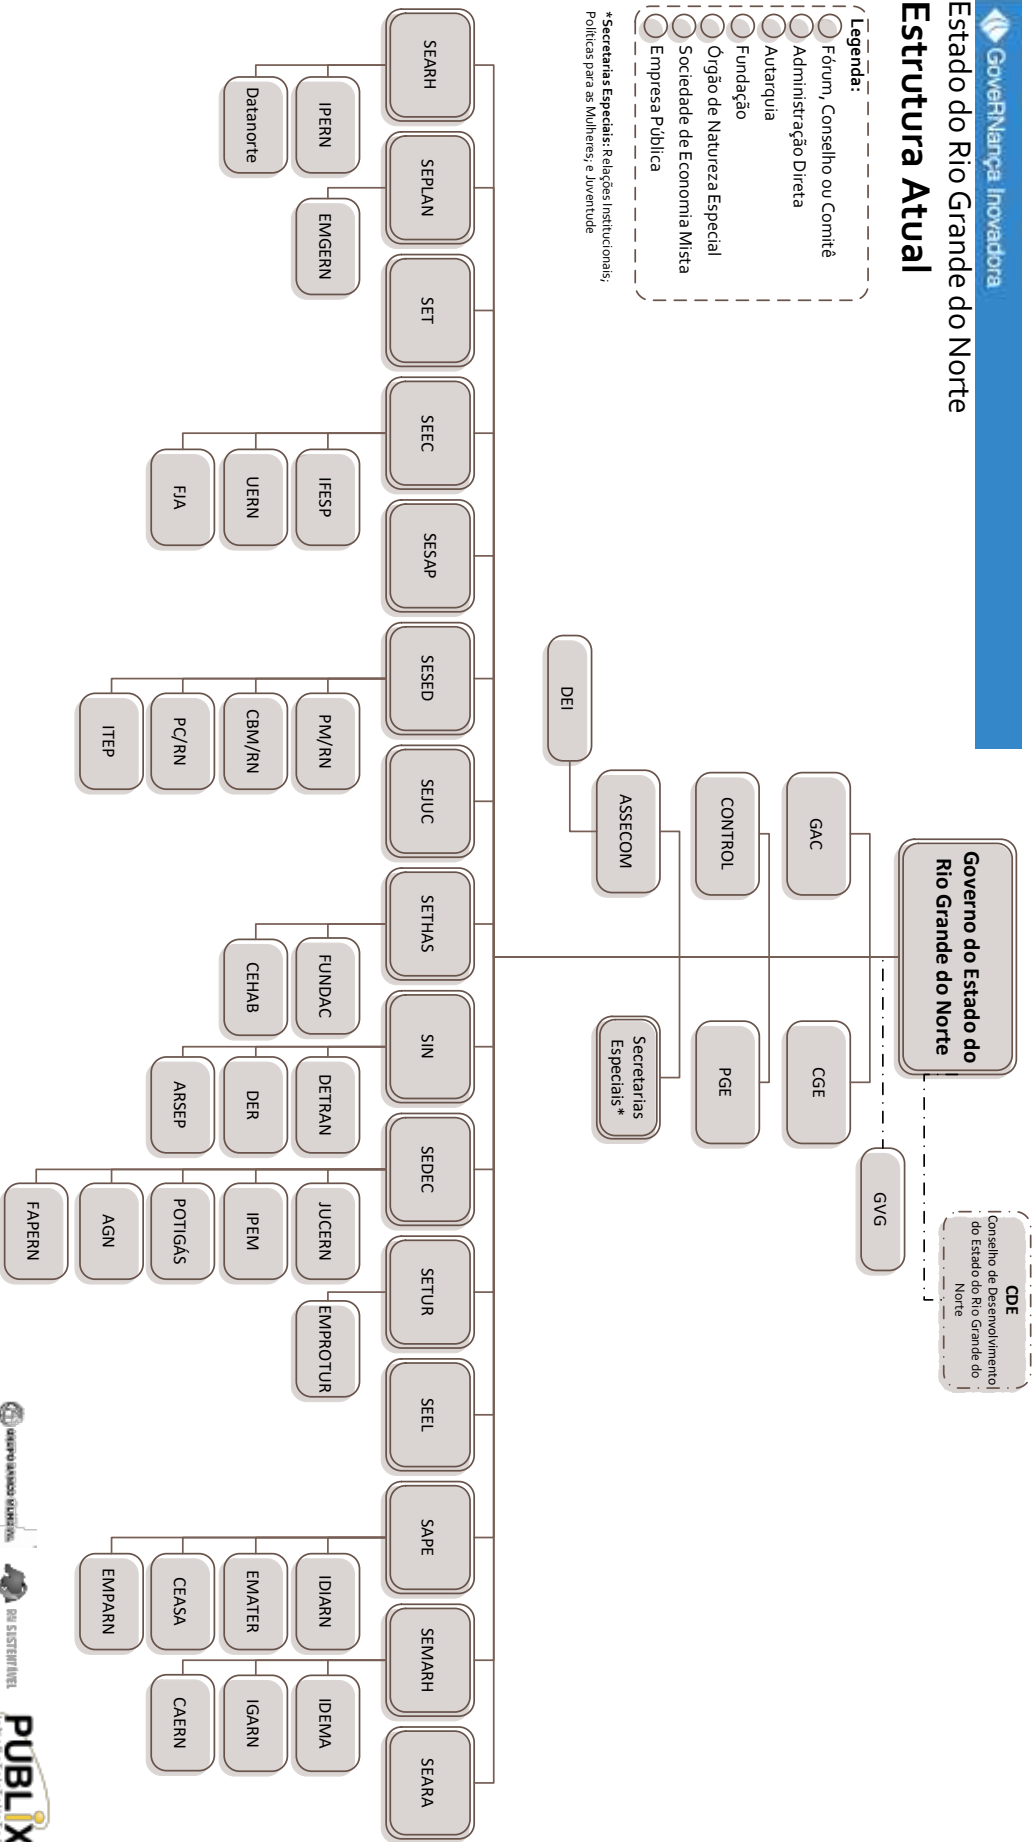 GoveRNança Inovadora
Estado do Rio Grande do Norte
Estrutura Atual
Legenda:
Fórum, Conselho ou Comitê
Administração Direta
Autarquia
Fundação
Órgão de Natureza Especial
Sociedade de Economia Mista
Empresa Pública
*Secretarias Especiais: Relações Institucionais;
Políticas para as Mulheres; e Juventude
Governo do Estado do
Rio Grande do Norte
CDE
Conselho de Desenvolvimento
do Estado do Rio Grande do
Norte
GVG
GAC
CGE
CONTROL
PGE
ASSECOM
Secretarias
Especiais*
DEI
SEARH
SEPLAN
SET
SEEC
SESAP
SESED
SEJUC
SETHAS
SIN
SEDEC
SETUR
SEEL
SAPE
SEMARH
SEARA
IPERN
EMGERN
IFESP
PM/RN
FUNDAC
DETRAN
JUCERN
EMPROTUR
IDIARN
IDEMA
Datanorte
UERN
CBM/RN
CEHAB
DER
IPEM
EMATER
IGARN
FJA
PC/RN
ARSEP
POTIGÁS
CEASA
CAERN
ITEP
AGN
EMPARN
FAPERN
GRUPO BANCO MUNDIAL
RN SUSTENTÁVEL
PUBLIX